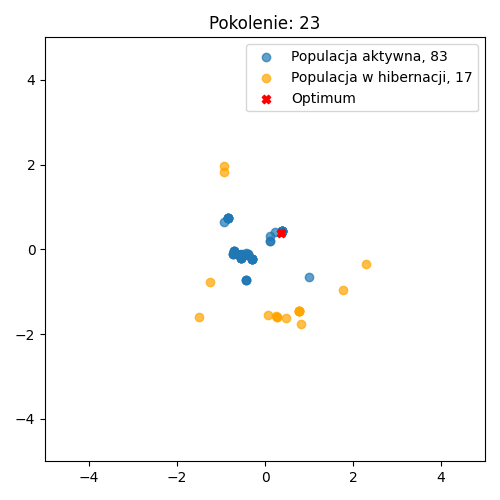 Pokolenie: 23
Populacja aktywna, 83
Populacja w hibernacji, 17
Optimum
4
2
0
−2
−4
−4
−2
0
2
4